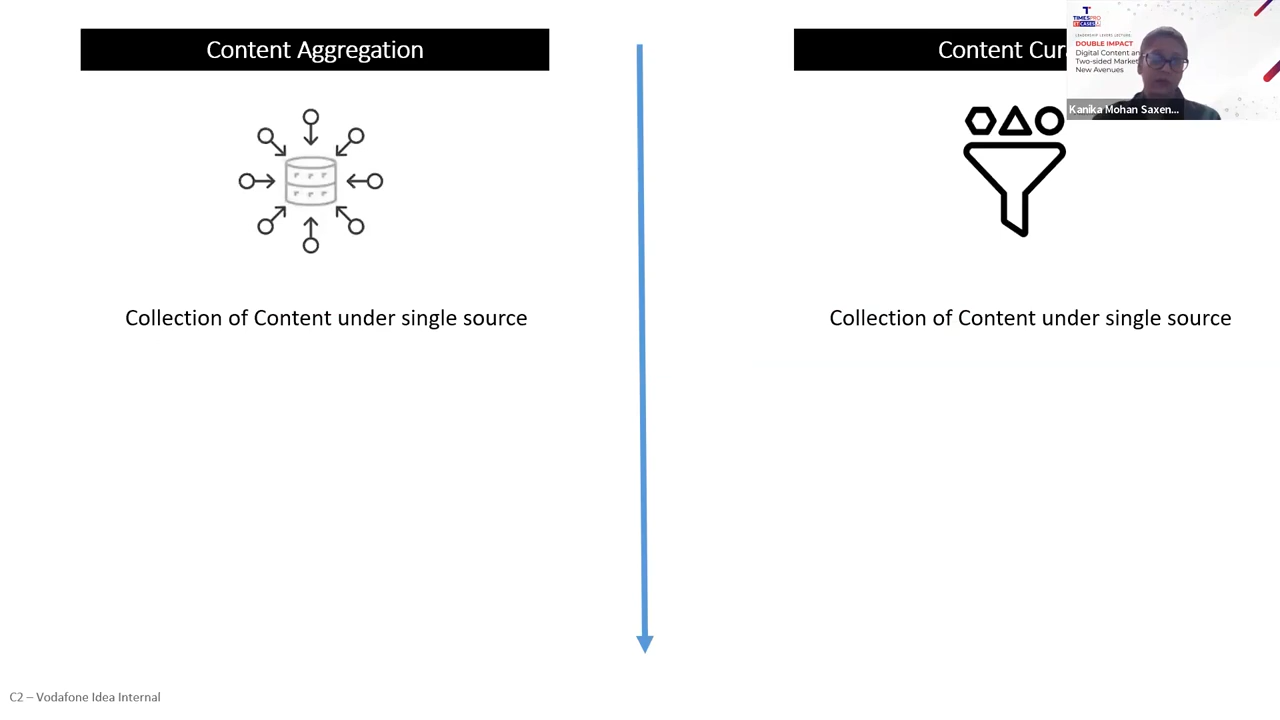 Content Aggregation
Collection of Content under single source
Content Cur
Collection of Content under single source
TIMESPRO
LEADERSHIP LEXERS LECTURE:
DOUBLE IMPACT
Digital Content an
Two-sided Market
New Avenues
Kanika Mohan Saxen...
C2 – Vodafone Idea Internal